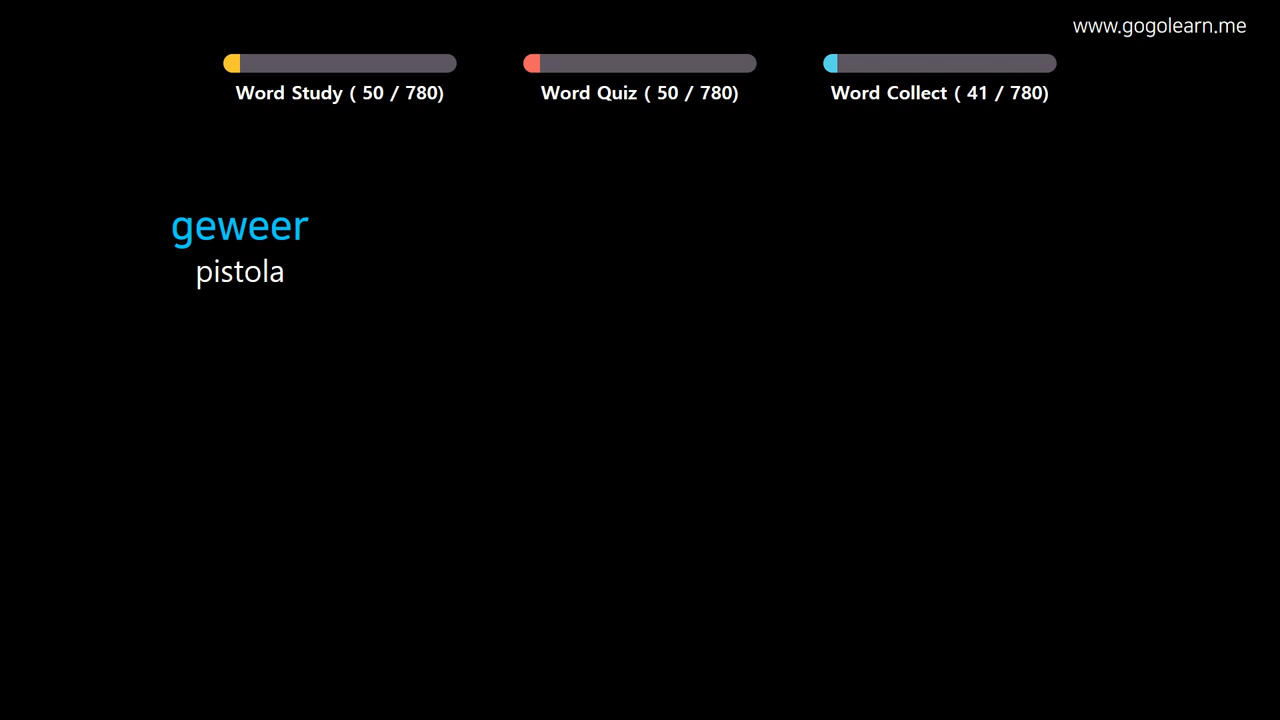 www.gogolearn.me
Word Study ( 50 / 780)
Word Quiz ( 50 / 780)
Word Collect ( 41 / 780)
geweer
pistola